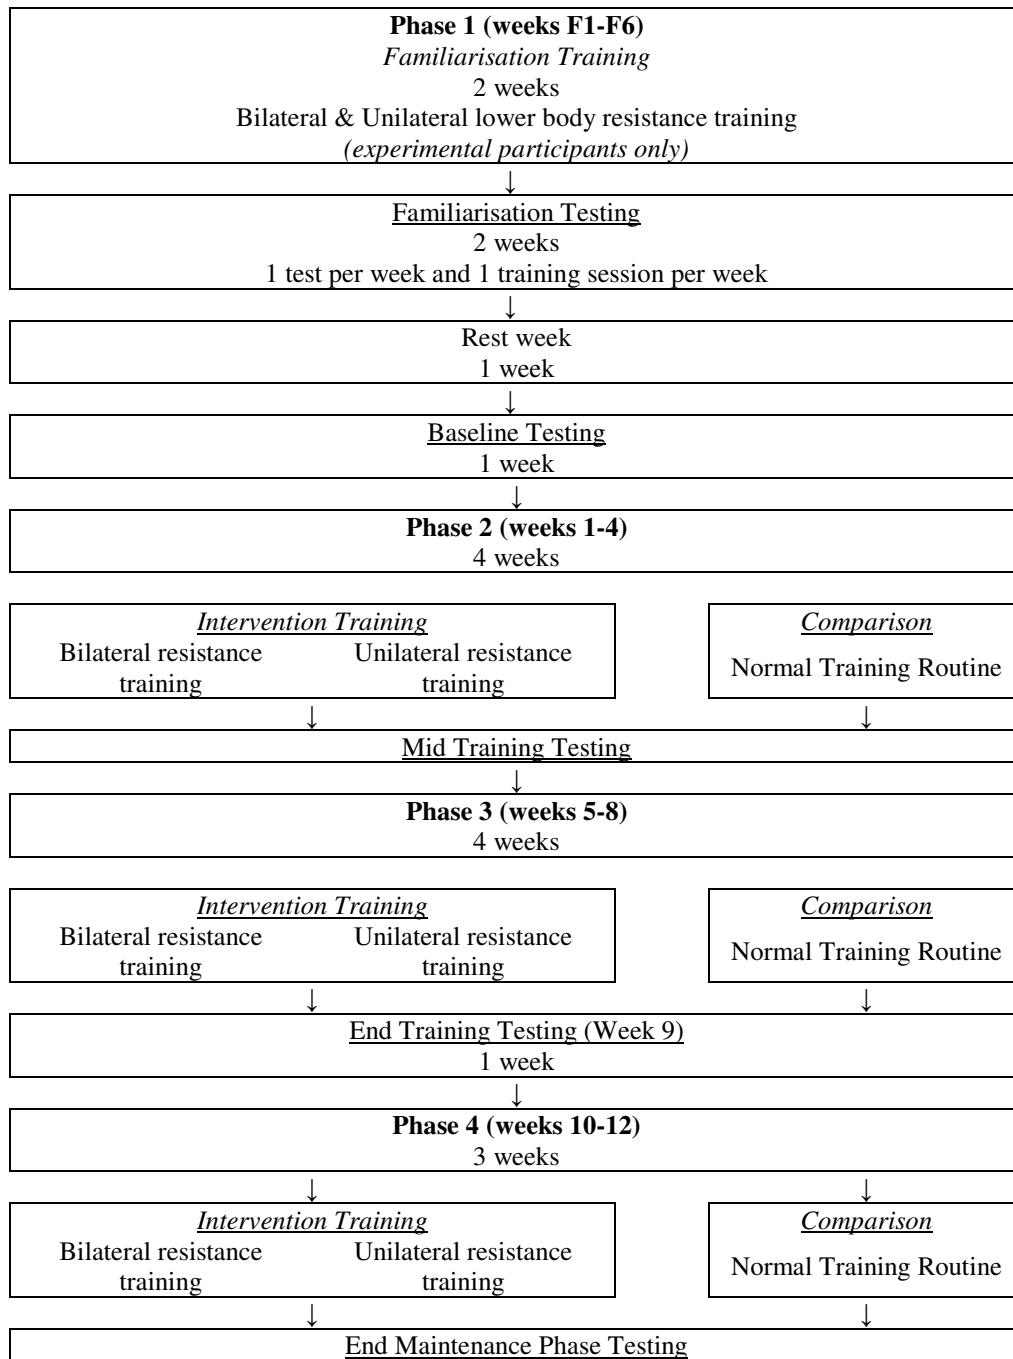 Phase 1 (weeks F1-F6)
Familiarisation Training
2 weeks
Bilateral & Unilateral lower body resistance training
(experimental participants only)
↓
Familiarisation Testing
2 weeks
1 test per week and 1 training session per week
↓
Rest week
1 week
↓
Baseline Testing
1 week
↓
Phase 2 (weeks 1-4)
4 weeks
Intervention Training
Bilateral resistance
training
Unilateral resistance
training
Comparison
Normal Training Routine
↓ ↓
Mid Training Testing
↓
Phase 3 (weeks 5-8)
4 weeks
Intervention Training
Bilateral resistance
training
Unilateral resistance
training
Comparison
Normal Training Routine
↓ ↓
End Training Testing (Week 9)
1 week
↓
Phase 4 (weeks 10-12)
3 weeks
↓ ↓
Intervention Training
Bilateral resistance
training
Unilateral resistance
training
Comparison
Normal Training Routine
↓ ↓
End Maintenance Phase Testing